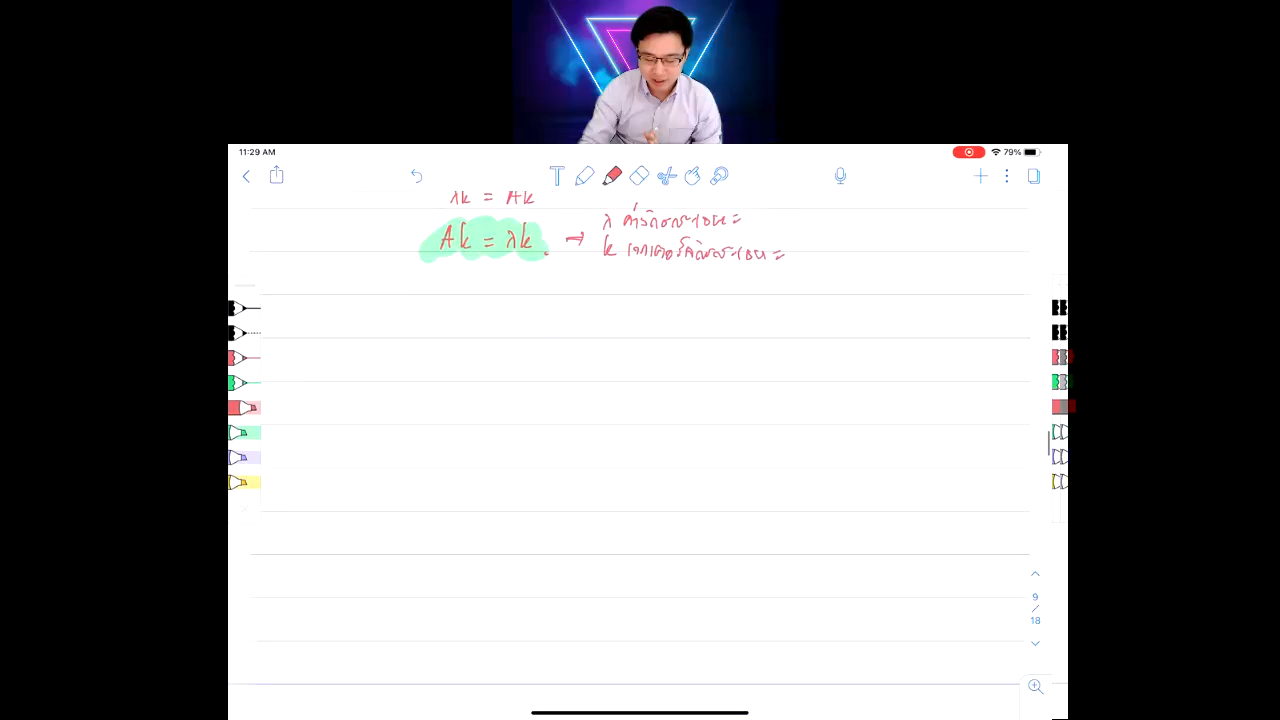 11:29 AM
79%
λk = Ak
Ak = λk → λ ค่าลักษณะเฉพาะ
k เวกเตอร์ลักษณะเฉพาะ
9
/
18